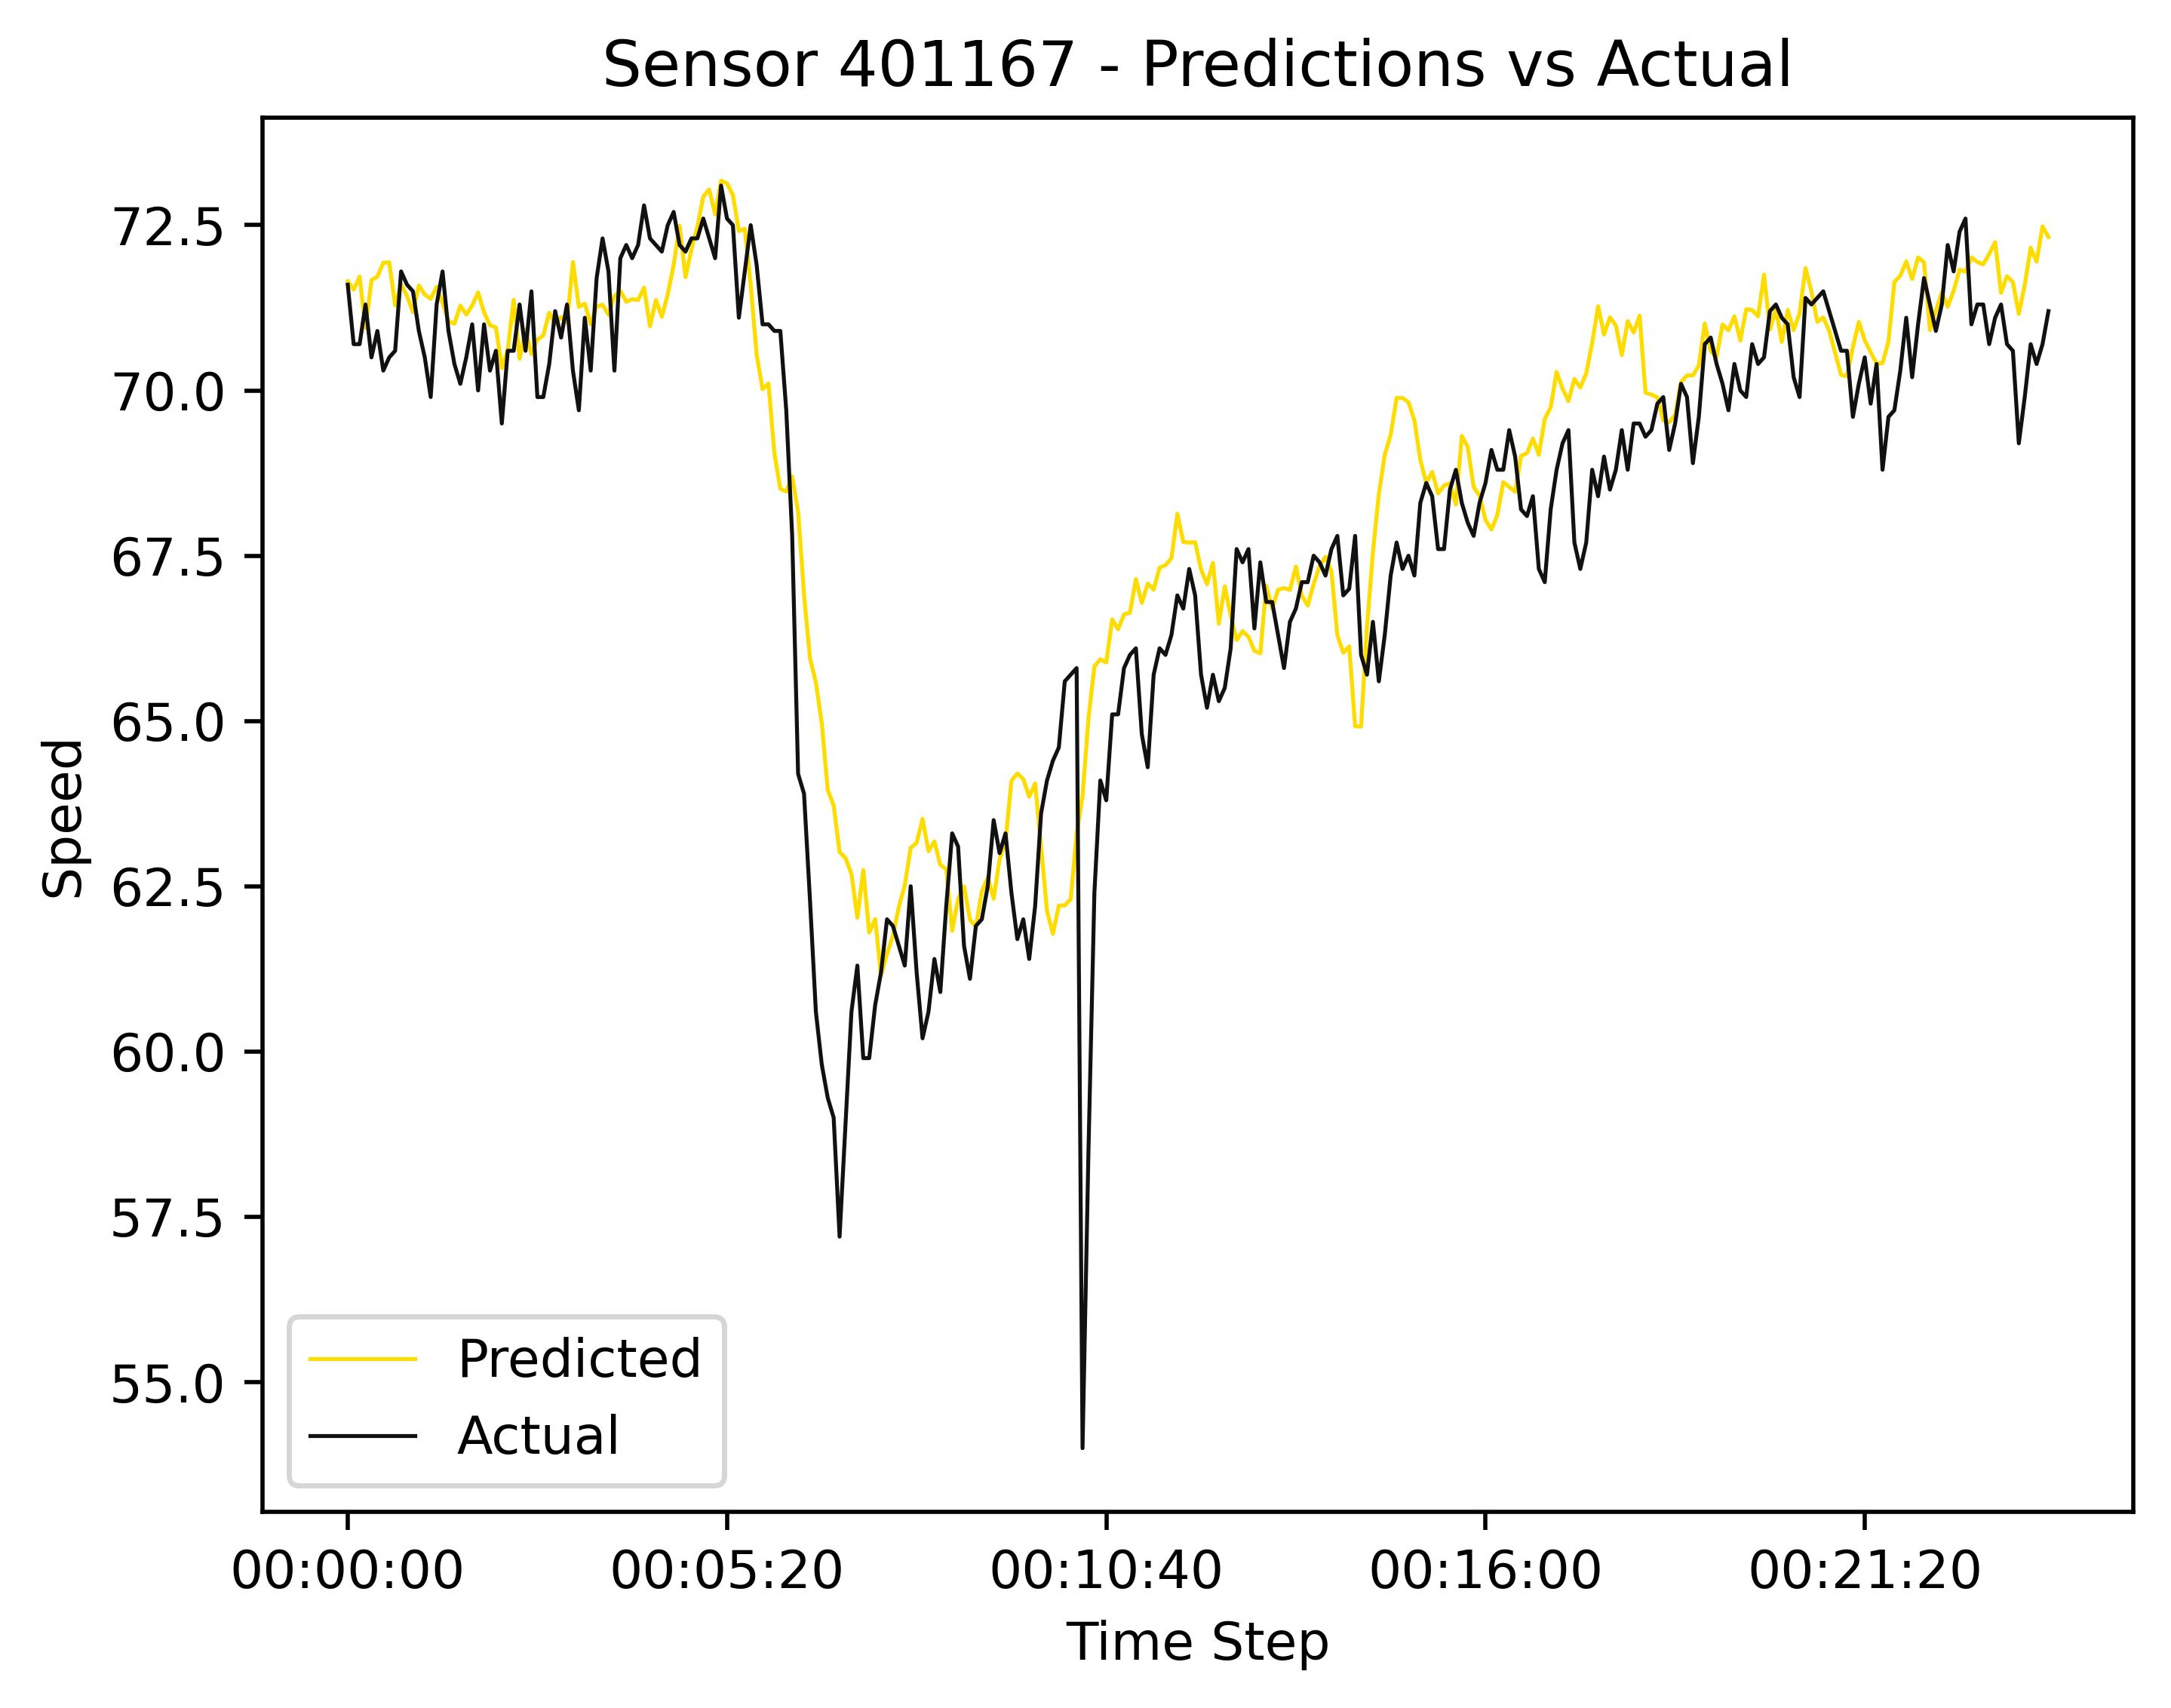 Sensor 401167 - Predictions vs Actual
72.5
70.0
67.5
65.0
62.5
60.0
57.5
55.0
Speed
Predicted
Actual
00:00:00 00:05:20 00:10:40 00:16:00 00:21:20
Time Step